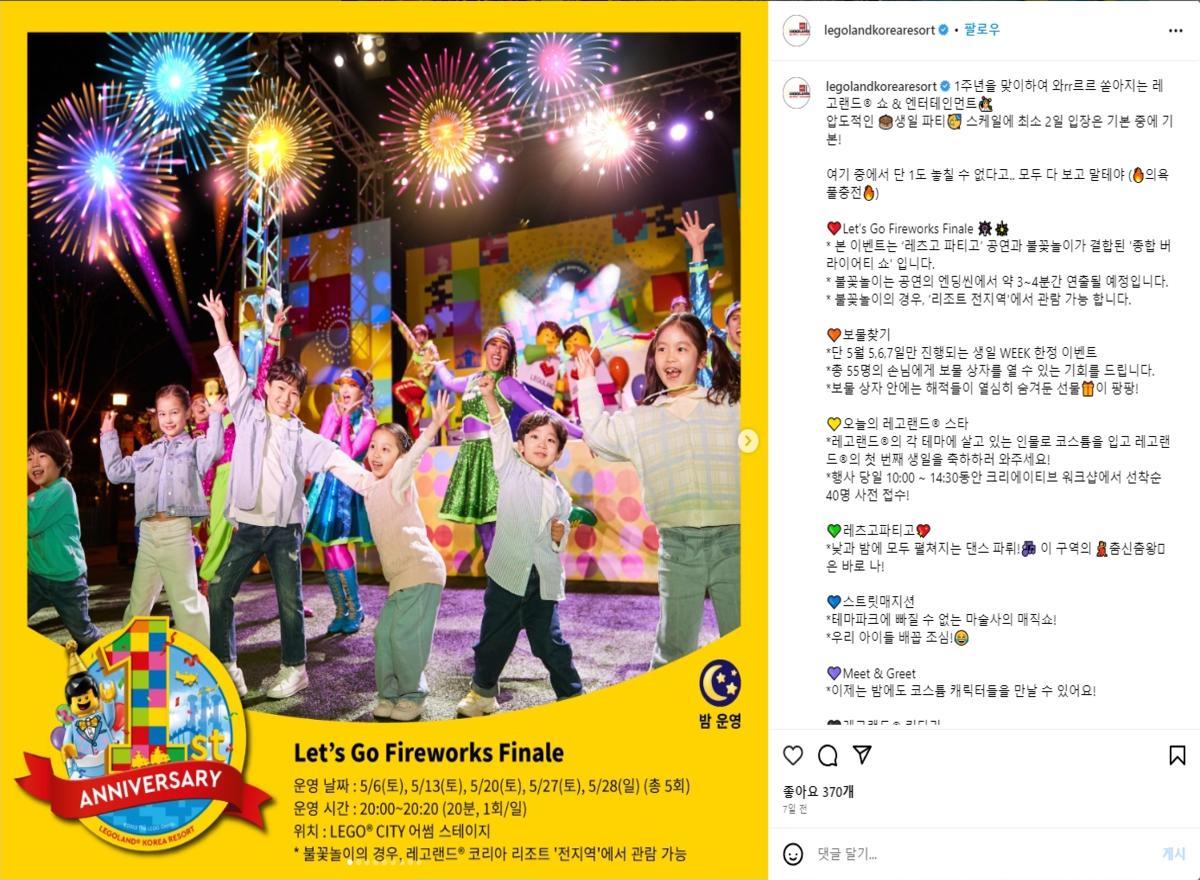 1st
ANNIVERSARY
LEGOLAND® KOREA RESORT
밤 운영
Let's Go Fireworks Finale
운영 날짜 : 5/6(토), 5/13(토), 5/20(토), 5/27(토), 5/28(일) (총 5회)
운영 시간 : 20:00~20:20 (20분, 1회/일)
위치 : LEGO® CITY 어썸 스테이지
* 불꽃놀이의 경우, 레고랜드® 코리아 리조트 '전지역'에서 관람 가능
legolandkorearesort • 팔로우
legolandkorearesort 1주년을 맞이하여 와rr르르 쏟아지는 레
고랜드® 쇼 & 엔터테인먼트💃
압도적인 🎂생일 파티🥳 스케일에 최소 2일 입장은 기본 중에 기
본!
여기 중에서 단 1도 놓칠 수 없다고.. 모두 다 보고 말테야 (🔥의욕
풀충전🔥)
❤️Let's Go Fireworks Finale 🎆 🎇
* 본 이벤트는 '레츠고 파티고' 공연과 불꽃놀이가 결합된 '종합 버
라이어티 쇼' 입니다.
* 불꽃놀이는 공연의 엔딩씬에서 약 3~4분간 연출될 예정입니다.
* 불꽃놀이의 경우, '리조트 전지역'에서 관람 가능 합니다.
🧡보물찾기
*단 5월 5,6,7일만 진행되는 생일 WEEK 한정 이벤트
*총 55명의 손님에게 보물 상자를 열 수 있는 기회를 드립니다.
*보물 상자 안에는 해적들이 열심히 숨겨둔 선물🎁이 팡팡!
💛오늘의 레고랜드® 스타
*레고랜드®의 각 테마에 살고 있는 인물로 코스튬을 입고 레고랜
드®의 첫 번째 생일을 축하하러 와주세요!
*행사 당일 10:00 ~ 14:30동안 크리에이티브 워크샵에서 선착순
40명 사전 접수!
💚레츠고파티고💘
*낮과 밤에 모두 펼쳐지는 댄스 파뤼!👯 이 구역의 💃춤신춤왕
은 바로 나!
💙스트릿매지션
*테마파크에 빠질 수 없는 마술사의 매직쇼!
*우리 아이들 배꼽 조심!😂
💜Meet & Greet
*이제는 밤에도 코스튬 캐릭터들을 만날 수 있어요!
좋아요 370개
7일 전
댓글 달기...
게시